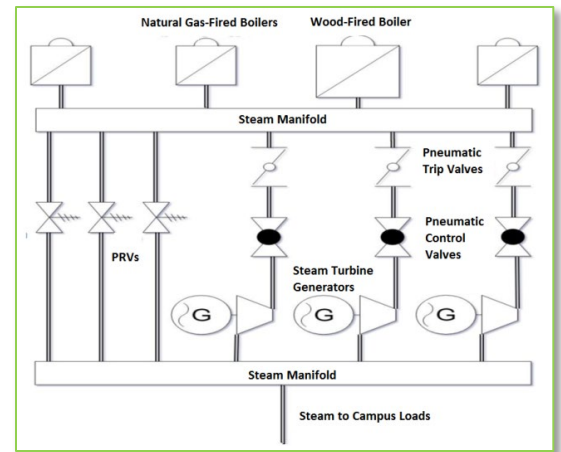 Natural Gas-Fired Boilers
Wood-Fired Boiler
Steam Manifold
Pneumatic
Trip Valves
Pneumatic
Control
Valves
PRVs
Steam Turbine
Generators
G
G
G
Steam Manifold
Steam to Campus Loads